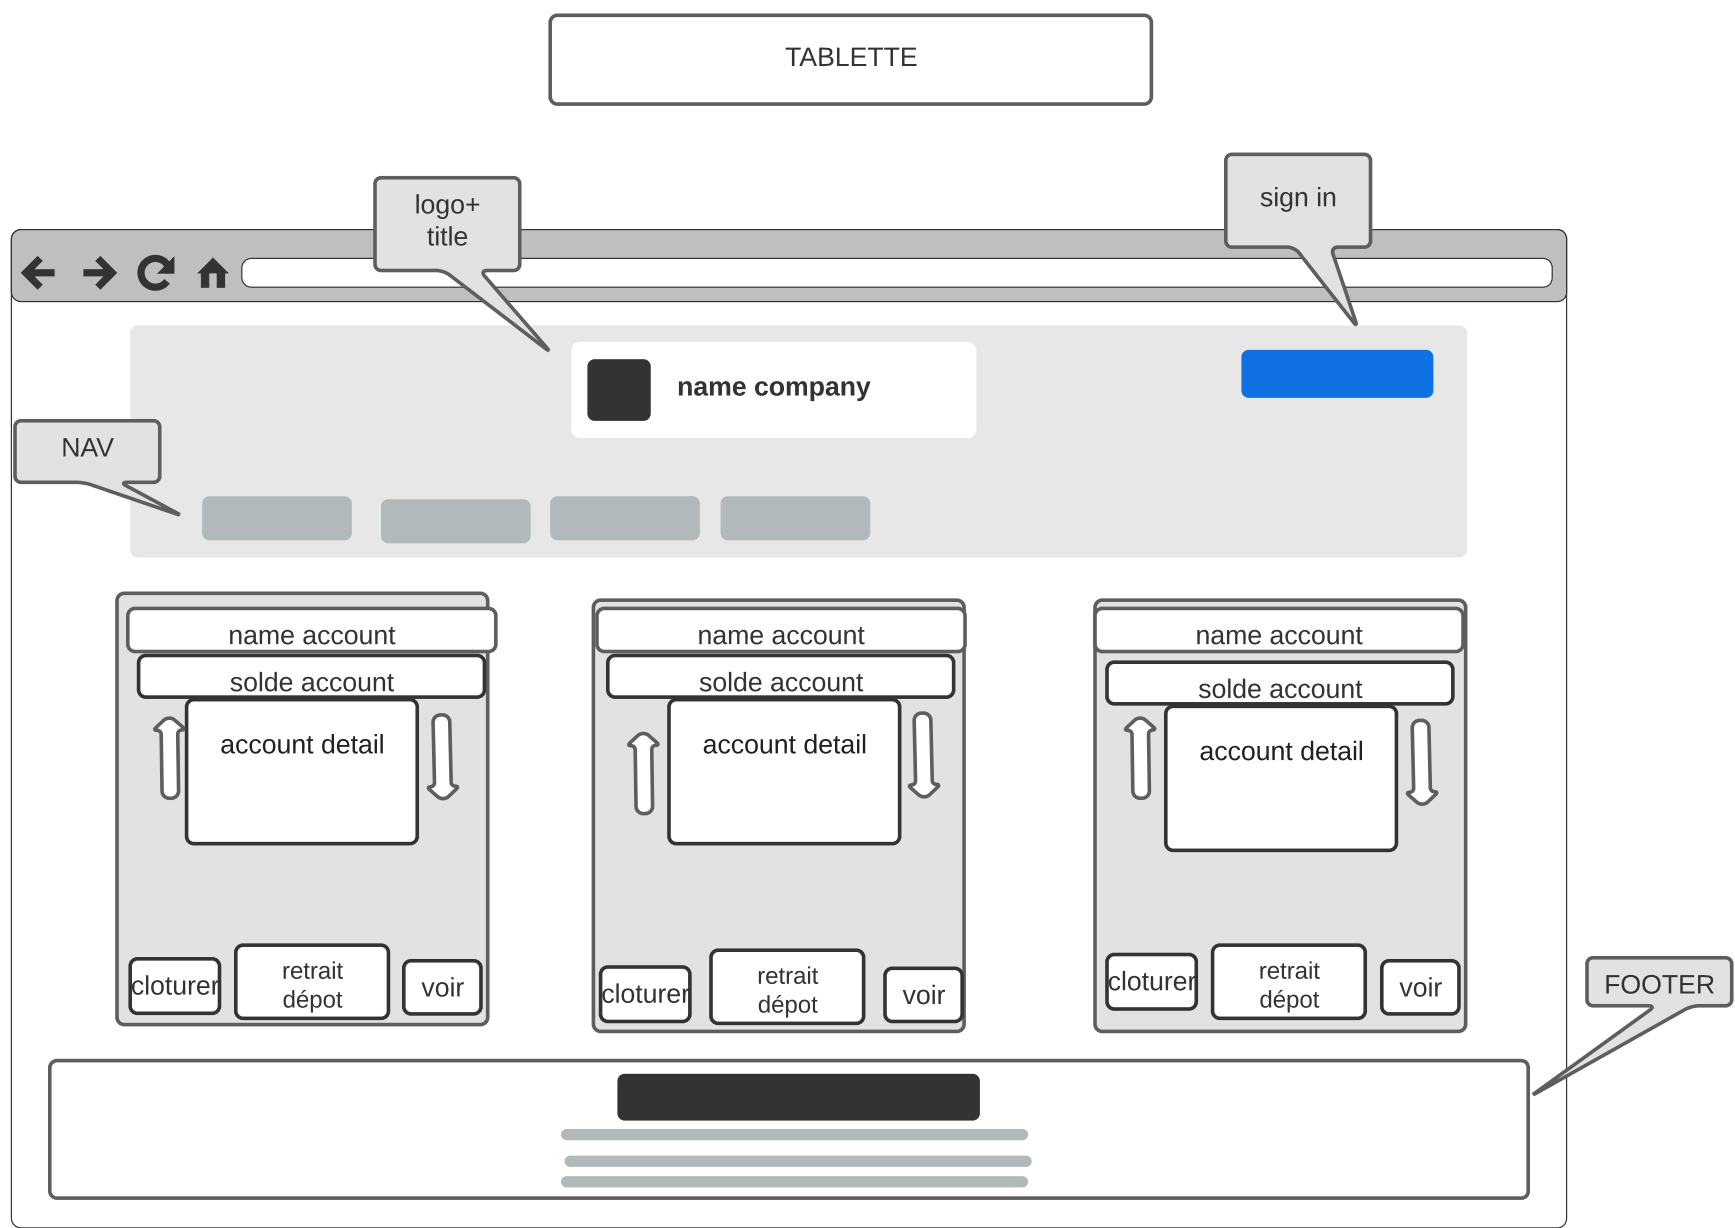 TABLETTE
logo+
title
sign in
name company
NAV
name account
solde account
account detail
cloturer
retrait
dépot
voir
name account
solde account
account detail
cloturer
retrait
dépot
voir
name account
solde account
account detail
cloturer
retrait
dépot
voir
FOOTER